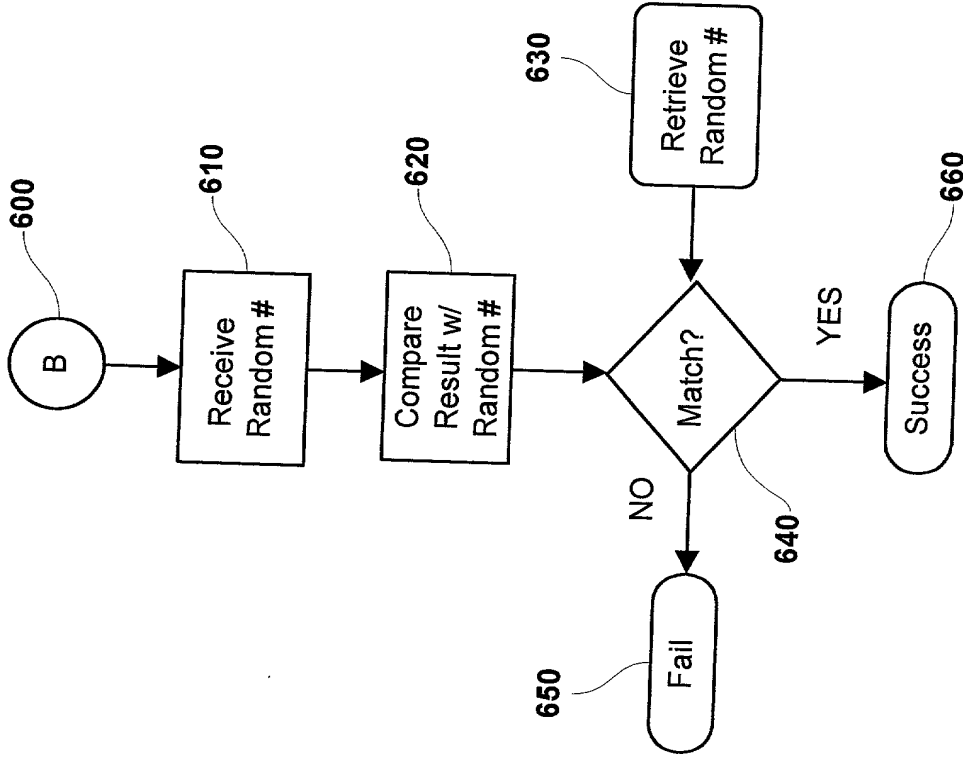 600
B
610
Receive
Random #
620
Compare
Result w/
Random #
630
Retrieve
Random #
Match?
640
NO
650
Fail
YES
660
Success